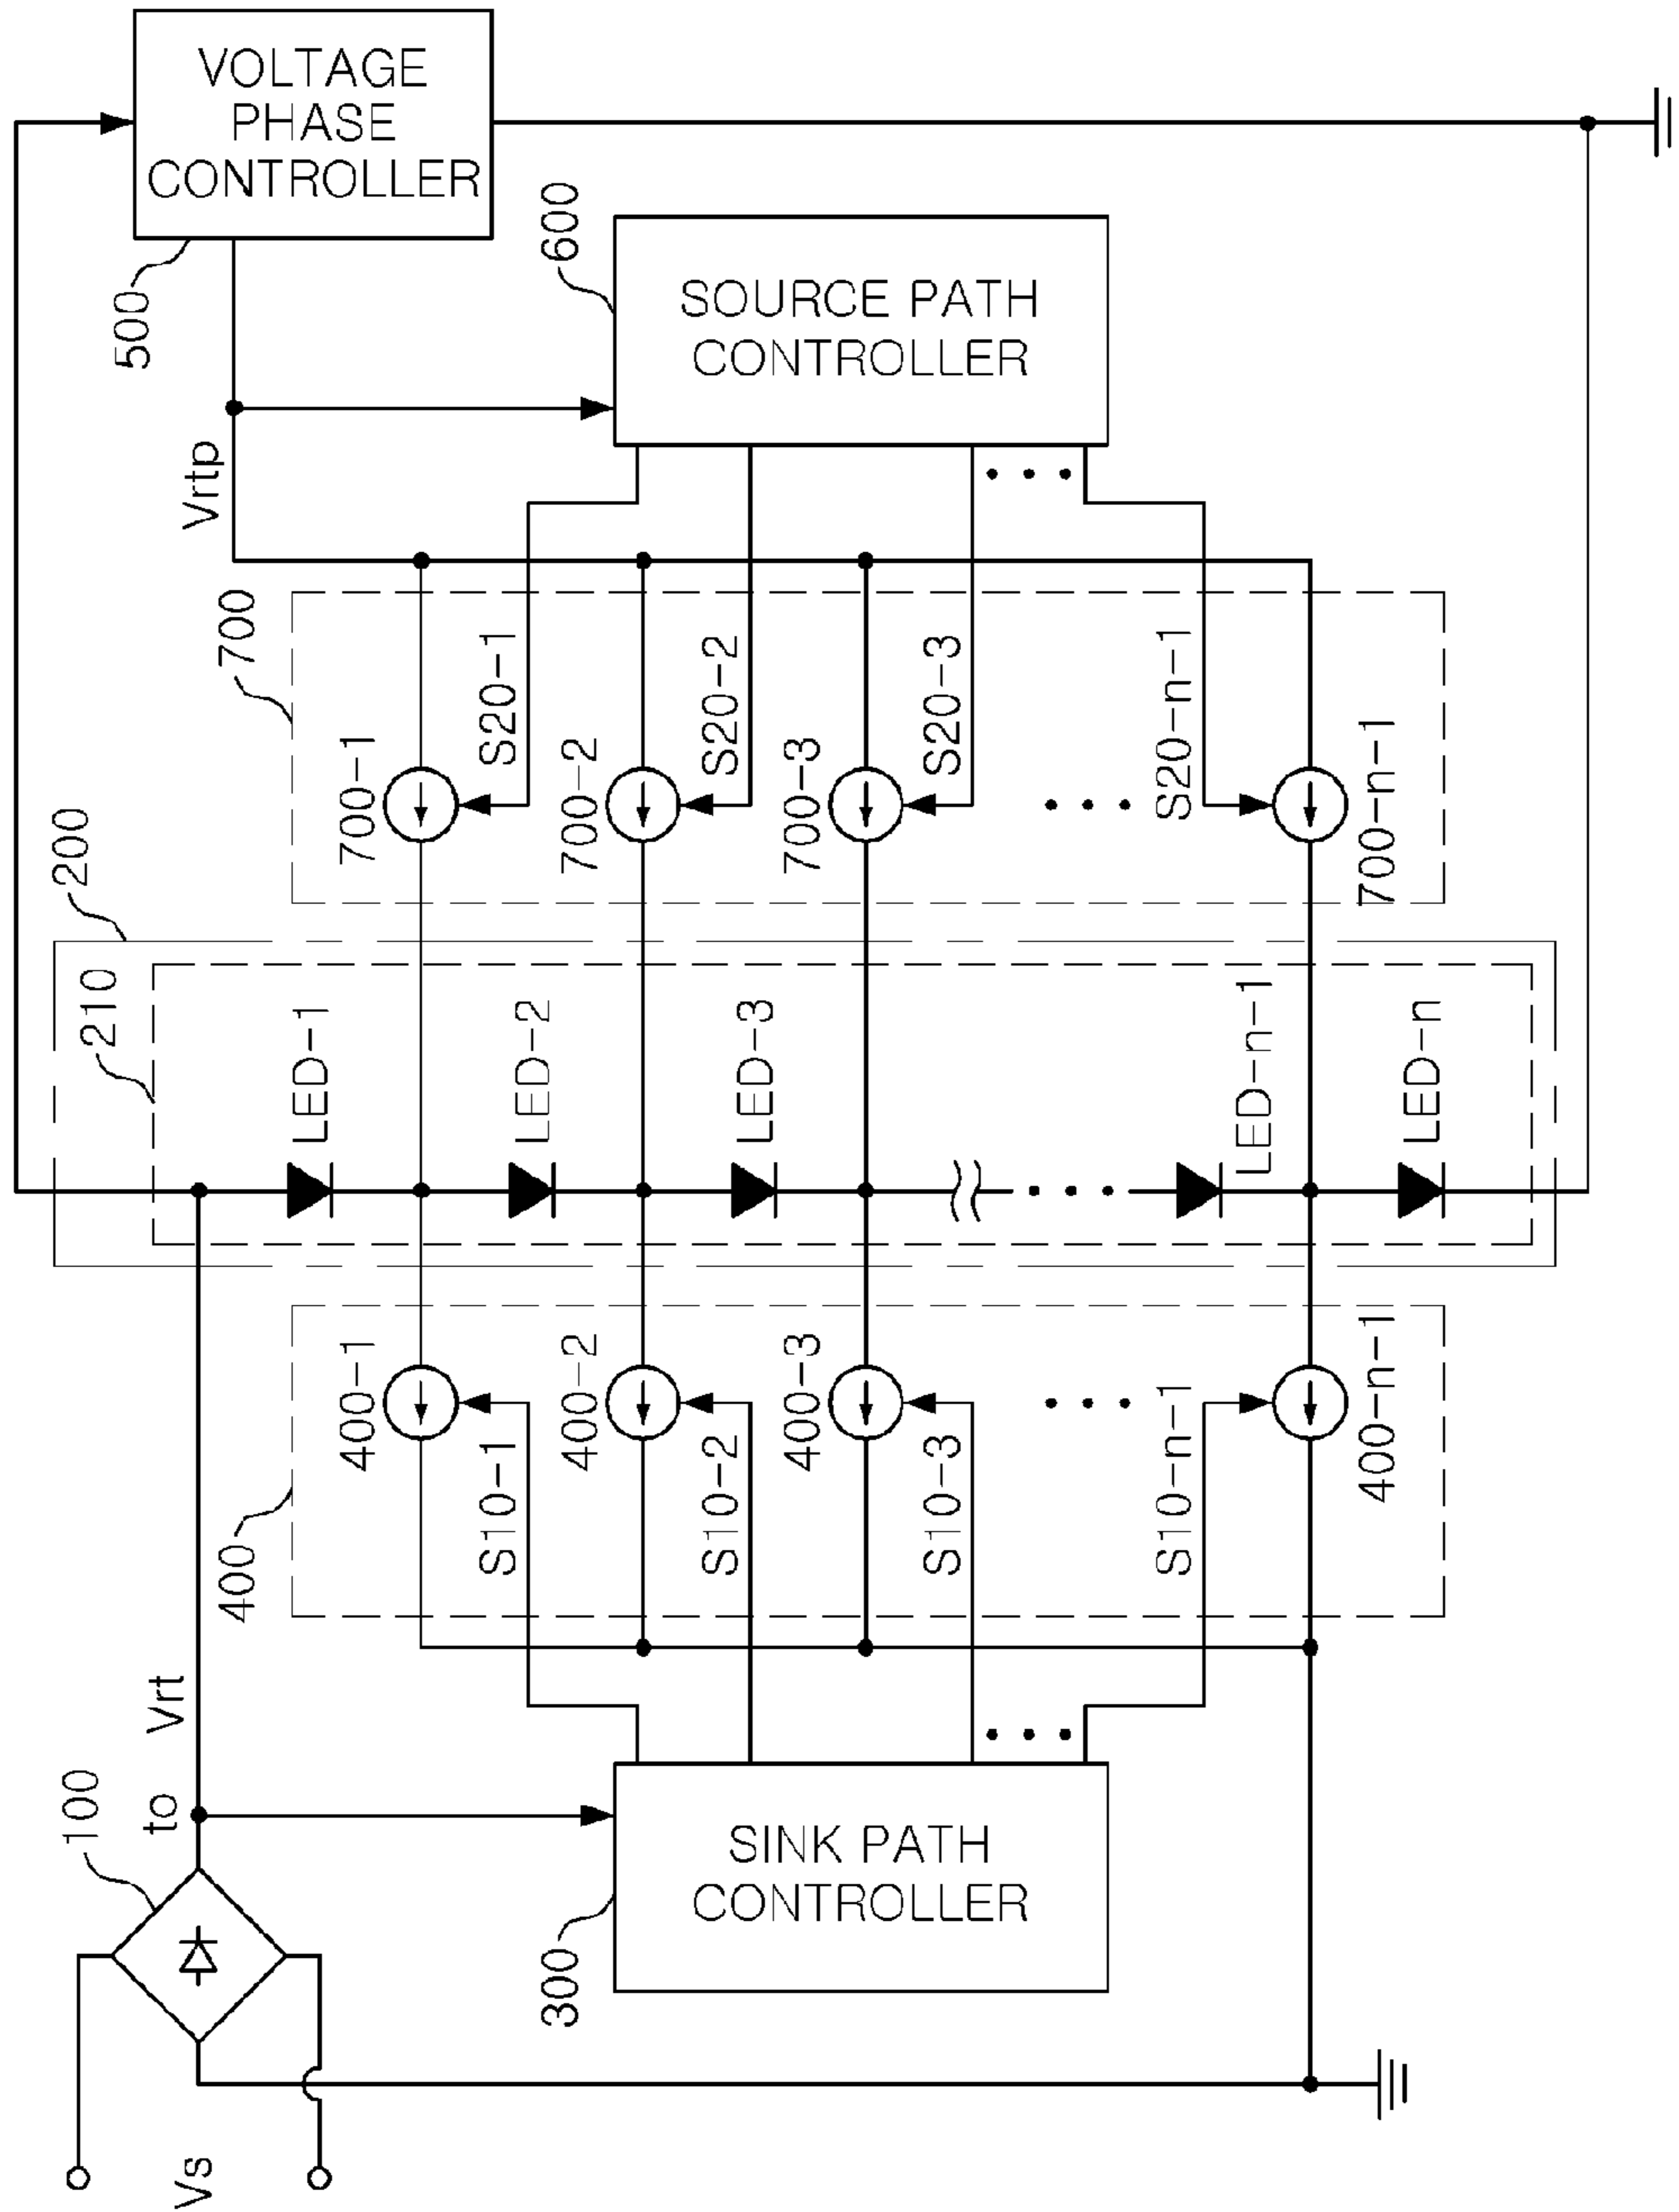 VOLTAGE
PHASE
CONTROLLER
500
600
SOURCE PATH
CONTROLLER
Vrtp
700
700-1
S20-1
700-2
S20-2
700-3
S20-3
S20-n-1
700-n-1
200
210
LED-1
LED-2
LED-3
LED-n-1
LED-n
400
400-1
S10-1
400-2
S10-2
400-3
S10-3
S10-n-1
400-n-1
Vrt
to
100
300
SINK PATH
CONTROLLER
Vs